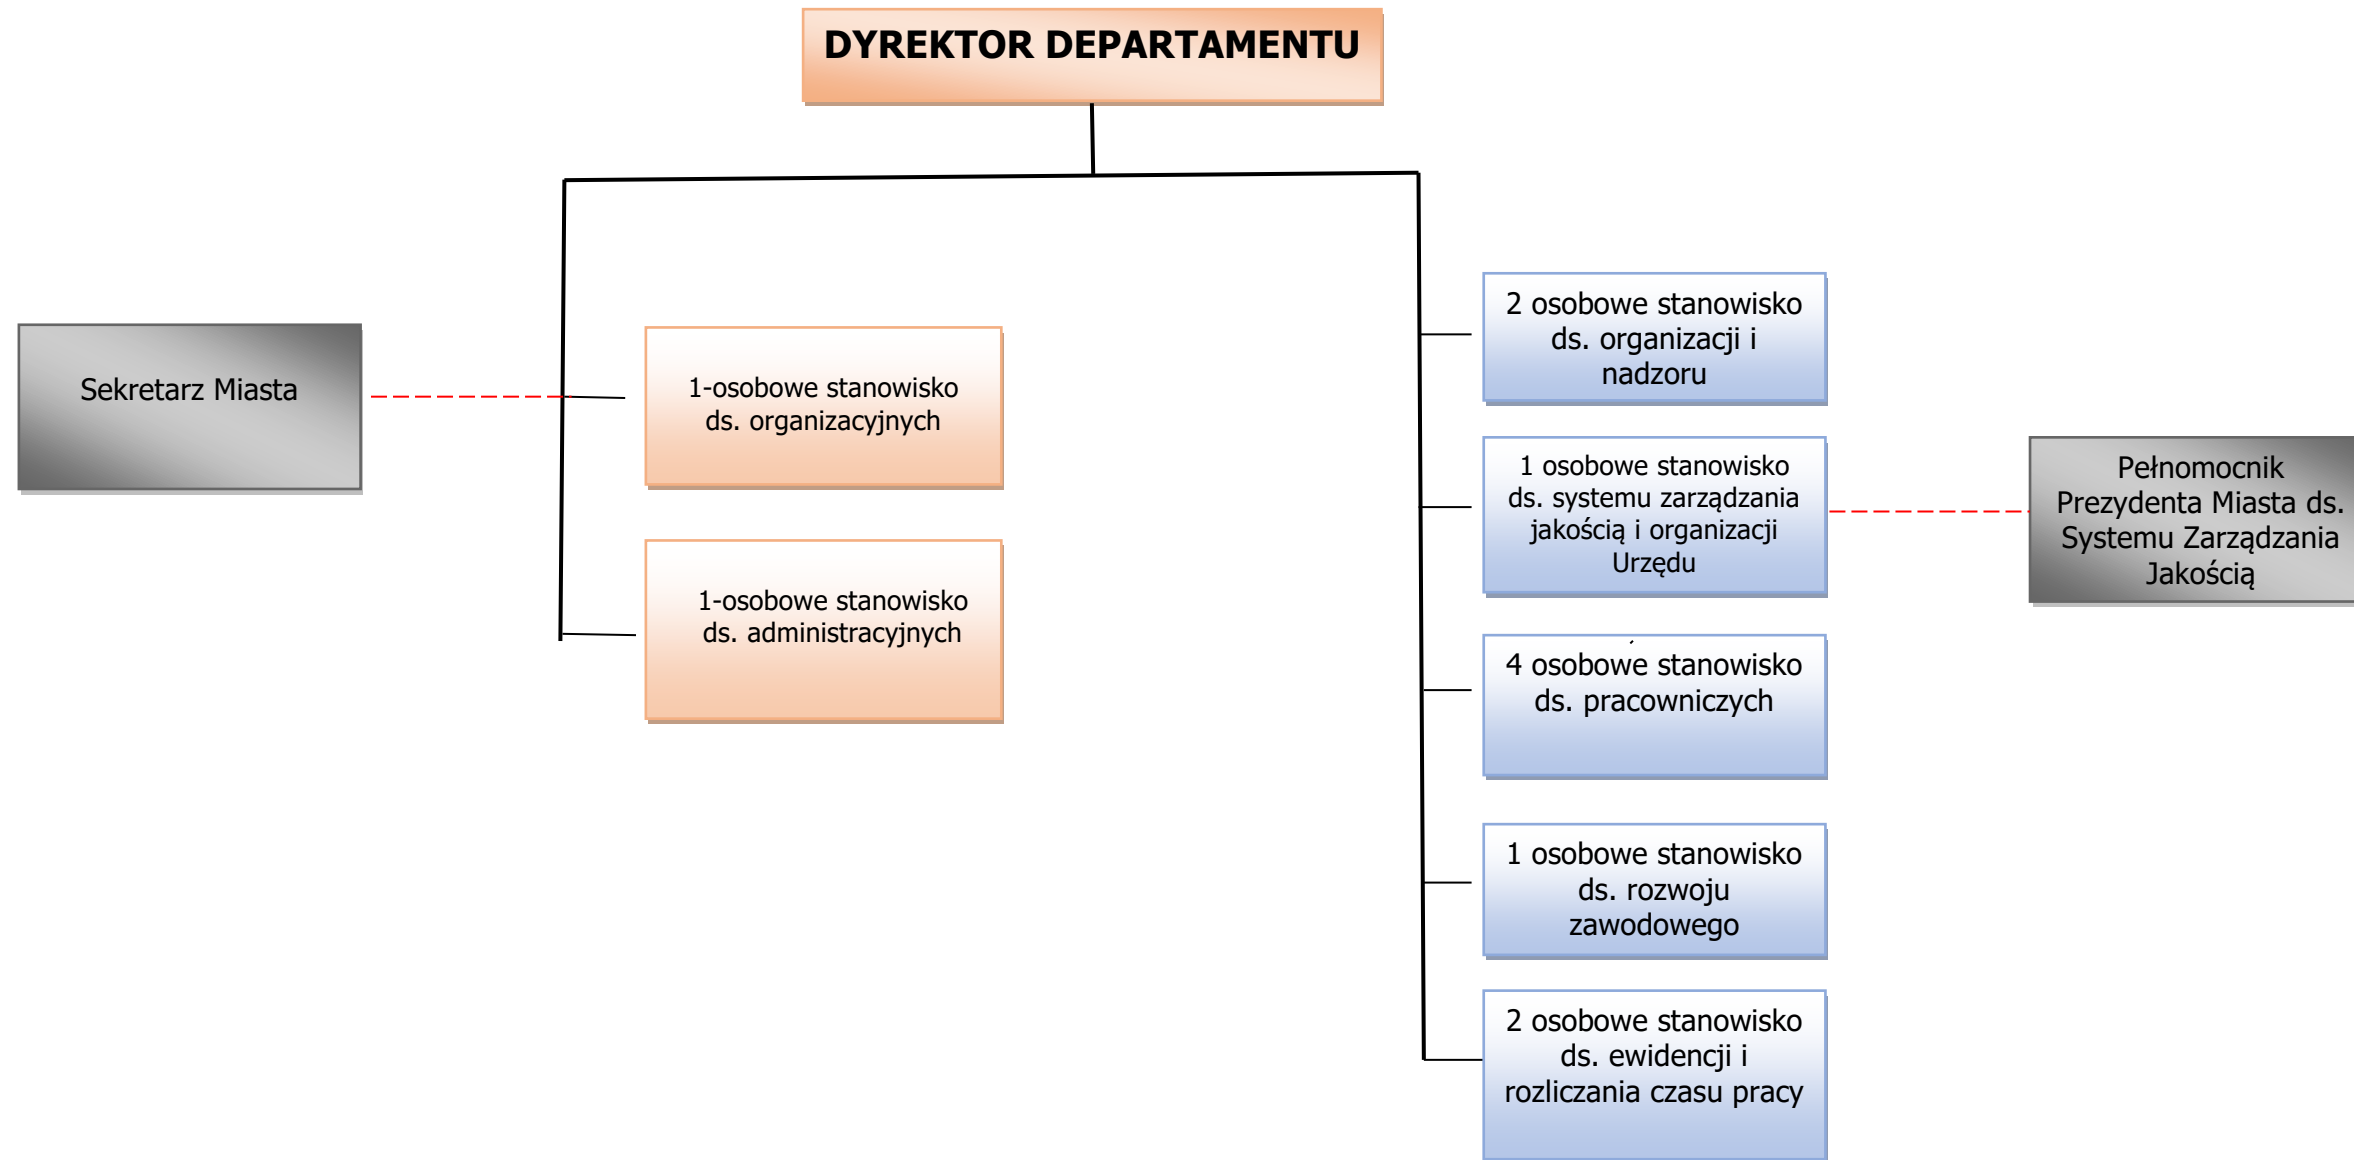 DYREKTOR DEPARTAMENTU
Sekretarz Miasta
1-osobowe stanowisko
ds. organizacyjnych
1-osobowe stanowisko
ds. administracyjnych
2 osobowe stanowisko
ds. organizacji i
nadzoru
1 osobowe stanowisko
ds. systemu zarządzania
jakością i organizacji
Urzędu
4 osobowe stanowisko
ds. pracowniczych
1 osobowe stanowisko
ds. rozwoju
zawodowego
2 osobowe stanowisko
ds. ewidencji i
rozliczania czasu pracy
Pełnomocnik
Prezydenta Miasta ds.
Systemu Zarządzania
Jakością